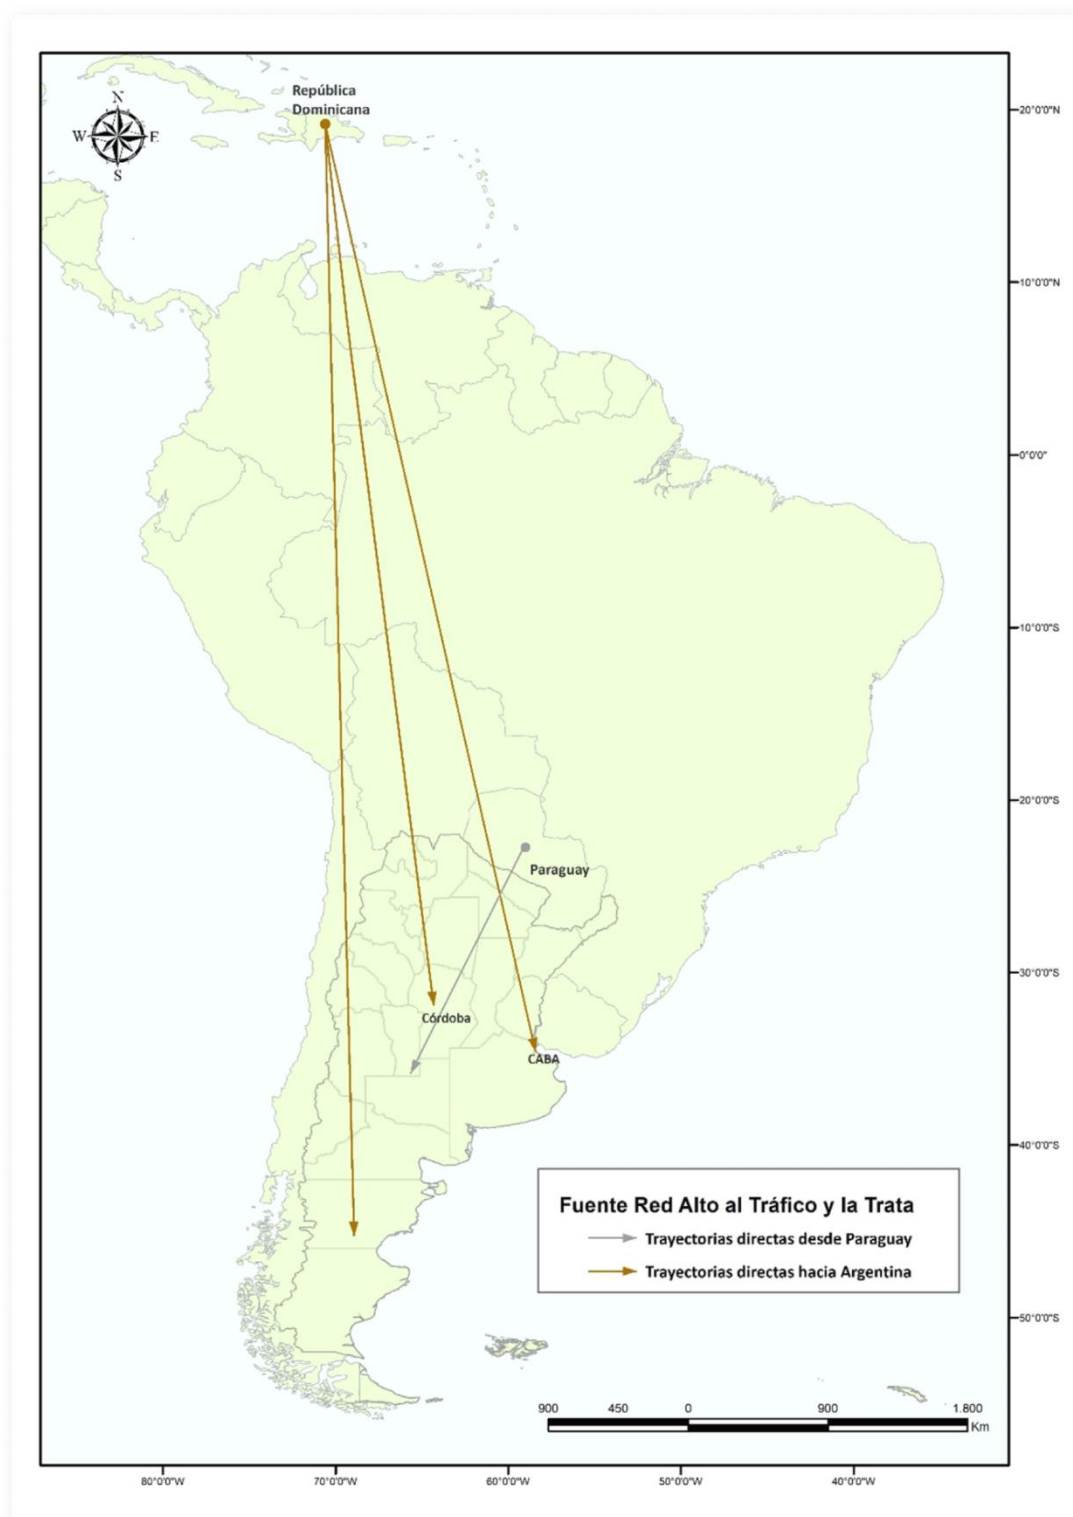 República
Dominicana
N
W E
S
20°0'0"N
10°0'0"N
0°0'0"
10°0'0"S
20°0'0"S
Paraguay
30°0'0"S
Córdoba
CABA
40°0'0"S
Fuente Red Alto al Tráfico y la Trata
Trayectorias directas desde Paraguay
Trayectorias directas hacia Argentina
50°0'0"S
900 450 0 900 1.800
Km
80°0'0"W 70°0'0"W 60°0'0"W 50°0'0"W 40°0'0"W